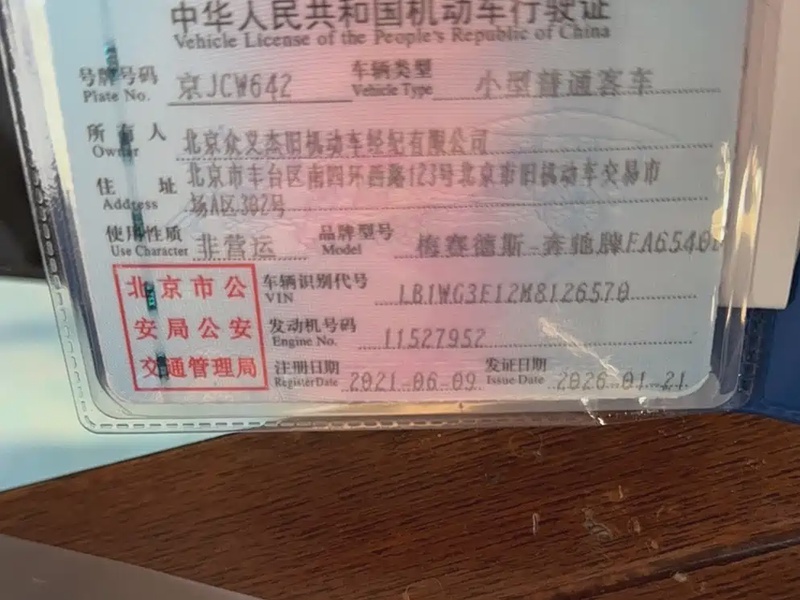 中华人民共和国机动车行驶证
Vehicle License of the People's Republic of China
号牌号码 京JCW642 车辆类型 小型普通客车
Plate No. Vehicle Type
所有人 北京众义杰旧机动车经纪有限公司
Owner
住址 北京市丰台区南四环西路123号北京市旧机动车交易市
Address 场A区382号
使用性质 非营运 品牌型号 梅赛德斯-奔驰牌FA6540
Use Character Model
北京市公 车辆识别代号 LB1WG3E12M8126570
VIN
安局公安 发动机号码 11527952
Engine No.
交通管理局 注册日期 2021-06-09 发证日期 2026-01-21
Register Date Issue Date